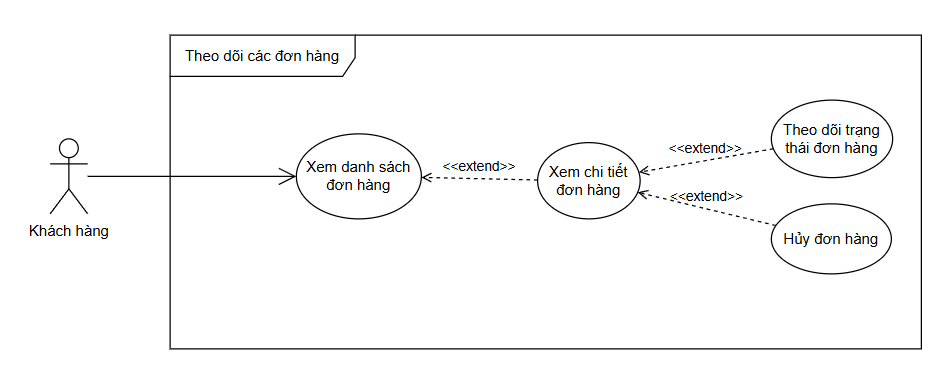 Theo dõi các đơn hàng
Khách hàng
Xem danh sách
đơn hàng
<<extend>>
Xem chi tiết
đơn hàng
<<extend>>
Theo dõi trạng
thái đơn hàng
<<extend>>
Hủy đơn hàng